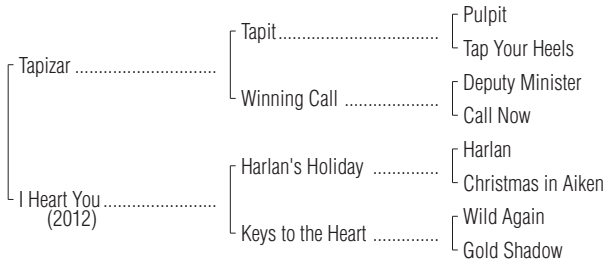 Pulpit
Tapit
Tap Your Heels
Tapizar
Deputy Minister
Winning Call
Call Now
Harlan
Harlan's Holiday
Christmas in Aiken
I Heart You
(2012)
Wild Again
Keys to the Heart
Gold Shadow